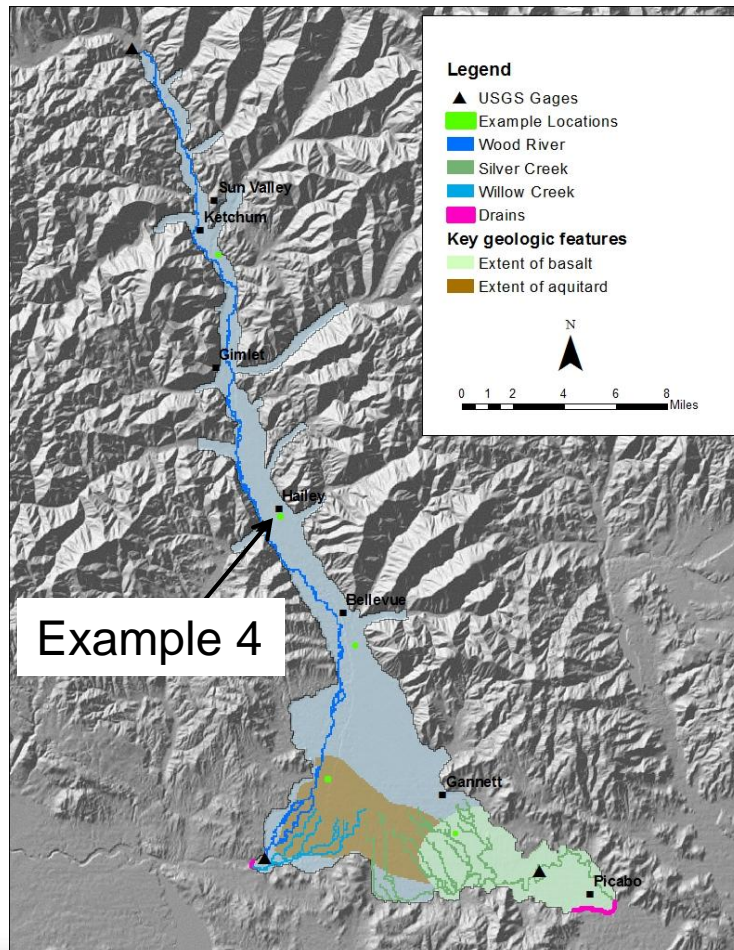 Legend
USGS Gages
Example Locations
Wood River
Silver Creek
Willow Creek
Drains
Key geologic features
Extent of basalt
Extent of aquitard
N
0 1 2 4 6 8
Miles
Sun Valley
Ketchum
Gimlet
Hailey
Bellevue
Example 4
Gannett
Picabo